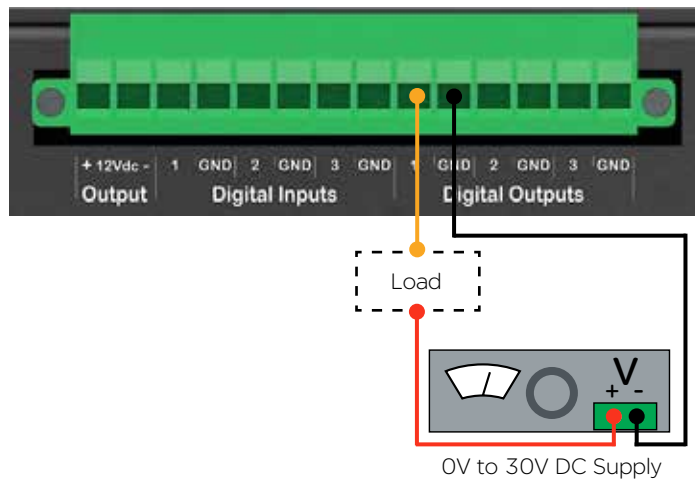 + 12Vdc - 1 GND 2 GND 3 GND 1 GND 2 GND 3 GND
Output Digital Inputs Digital Outputs
Load
V
+ -
0V to 30V DC Supply